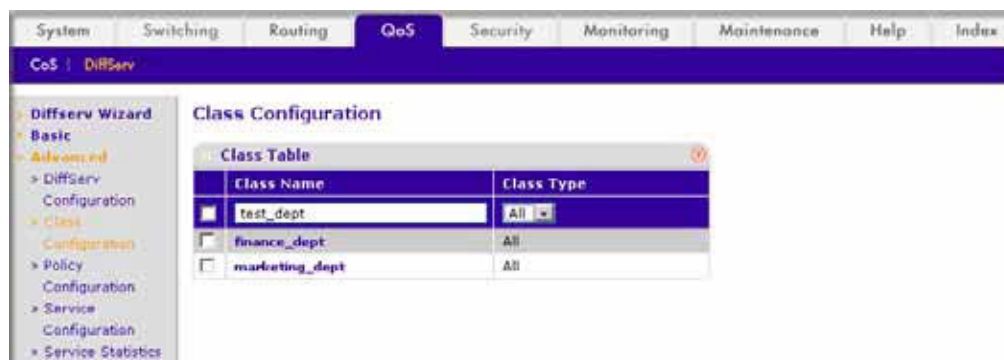 System Switching Routing QoS Security Monitoring Maintenance Help Index
CoS | DiffServ
Diffserv Wizard
Basic
Advanced
» DiffServ
Configuration
» Class
Configuration
» Policy
Configuration
» Service
Configuration
» Service Statistics
Class Configuration
Class Table
Class Name Class Type
test_dept All
finance_dept All
marketing_dept All